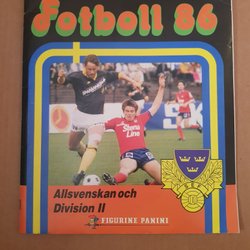 Fotboll 86
Stena
Line
Allsvenskan och
Division II
FIGURINE PANINI